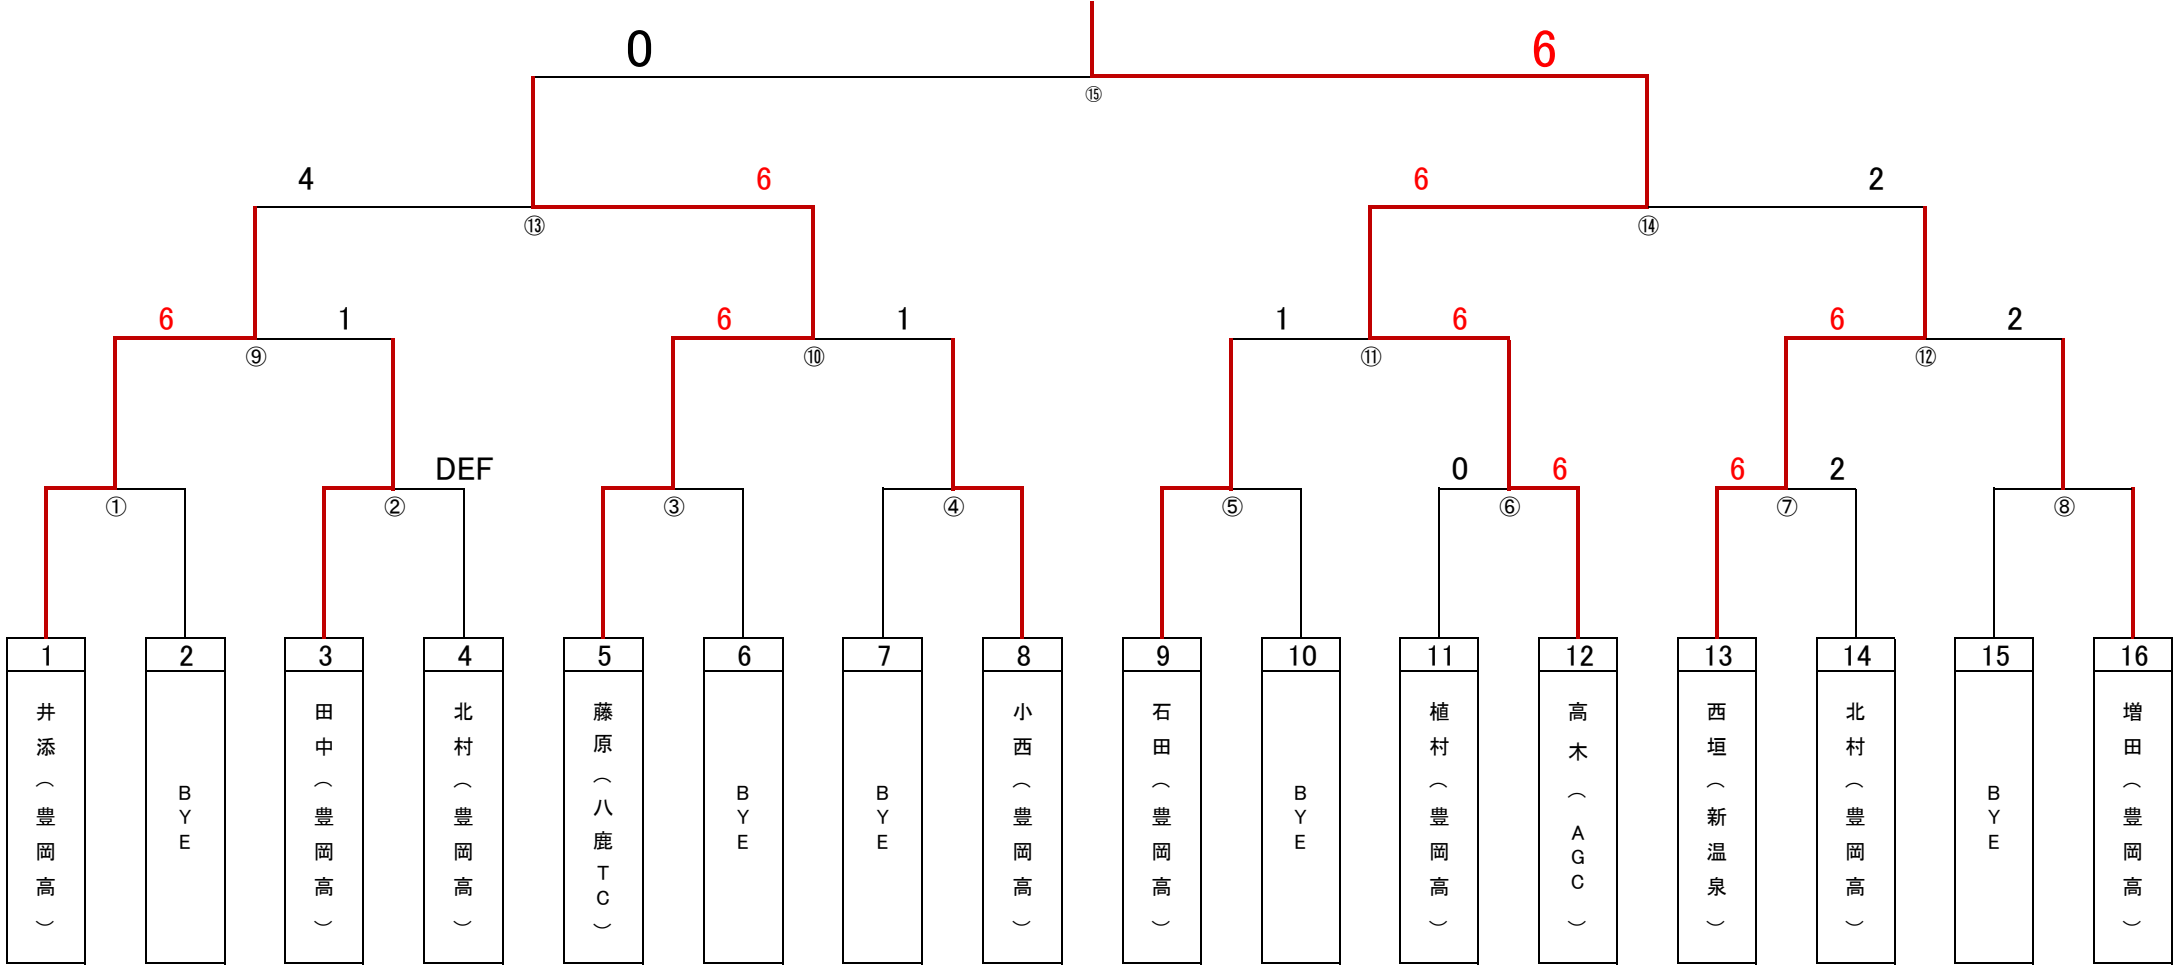 0 6
⑮
4 6 6 2
⑬ ⑭
6 1 6 1 1 6 6 2
⑨ ⑩ ⑪ ⑫
DEF 0 6 6 2
① ② ③ ④ ⑤ ⑥ ⑦ ⑧
1 2 3 4 5 6 7 8 9 10 11 12 13 14 15 16
井添（豊岡高）
BYE
田中（豊岡高）
北村（豊岡高）
藤原（八鹿TC）
BYE
BYE
小西（豊岡高）
石田（豊岡高）
BYE
植村（豊岡高）
高木（AGC）
西垣（新温泉）
北村（豊岡高）
BYE
増田（豊岡高）